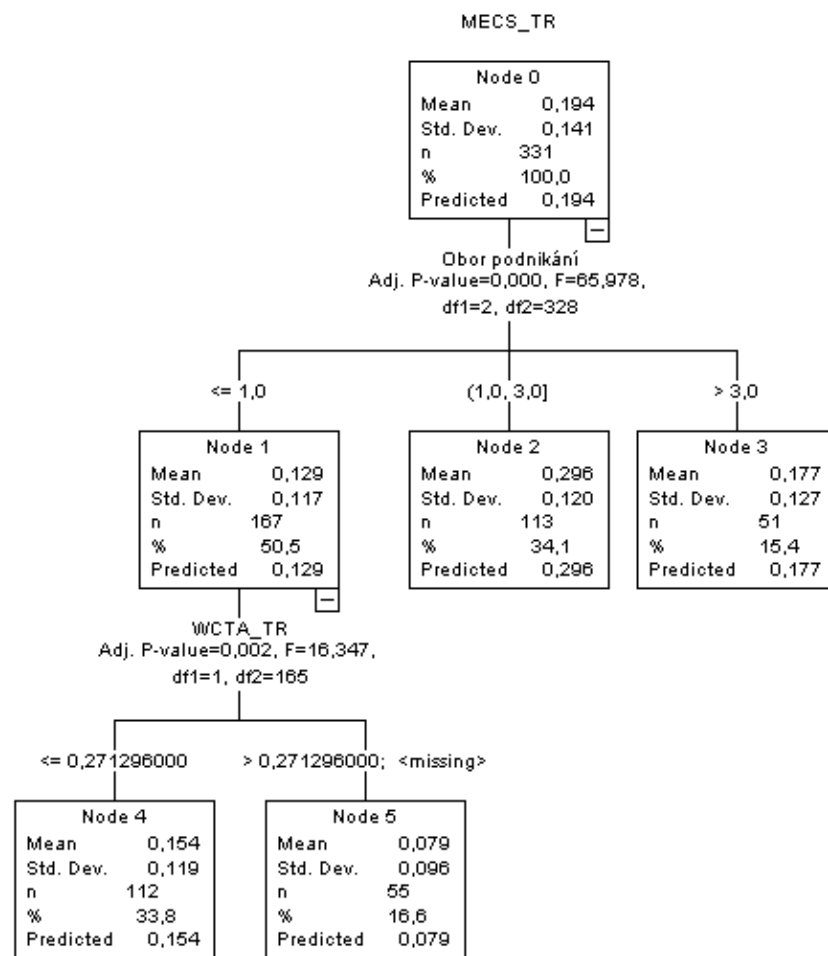 MECS_TR
Node 0
Mean 0,194
Std. Dev. 0,141
n 331
% 100,0
Predicted 0,194
Obor podnikání
Adj. P-value=0,000, F=65,978,
df1=2, df2=328
<= 1,0
(1,0, 3,0]
> 3,0
Node 1
Mean 0,129
Std. Dev. 0,117
n 167
% 50,5
Predicted 0,129
Node 2
Mean 0,296
Std. Dev. 0,120
n 113
% 34,1
Predicted 0,296
Node 3
Mean 0,177
Std. Dev. 0,127
n 51
% 15,4
Predicted 0,177
WCTA_TR
Adj. P-value=0,002, F=16,347,
df1=1, df2=165
<= 0,271296000
> 0,271296000; <missing>
Node 4
Mean 0,154
Std. Dev. 0,119
n 112
% 33,8
Predicted 0,154
Node 5
Mean 0,079
Std. Dev. 0,096
n 55
% 16,6
Predicted 0,079